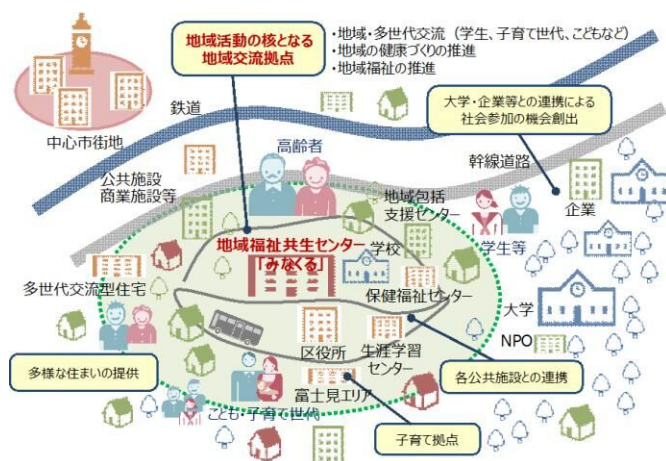 地域活動の核となる
地域交流拠点
・地域・多世代交流（学生、子育て世代、こどもなど）
・地域の健康づくりの推進
・地域福祉の推進
大学・企業等との連携による
社会参加の機会創出
中心市街地
鉄道
高齢者
幹線道路
公共施設
商業施設等
地域包括
支援センター
企業
学生等
地域福祉共生センター
「みなくる」
学校
多世代交流型住宅
保健福祉センター
大学
NPO
区役所
生涯学習
センター
多様な住まいの提供
各公共施設との連携
富士見エリア
こども・子育て世代
子育て拠点